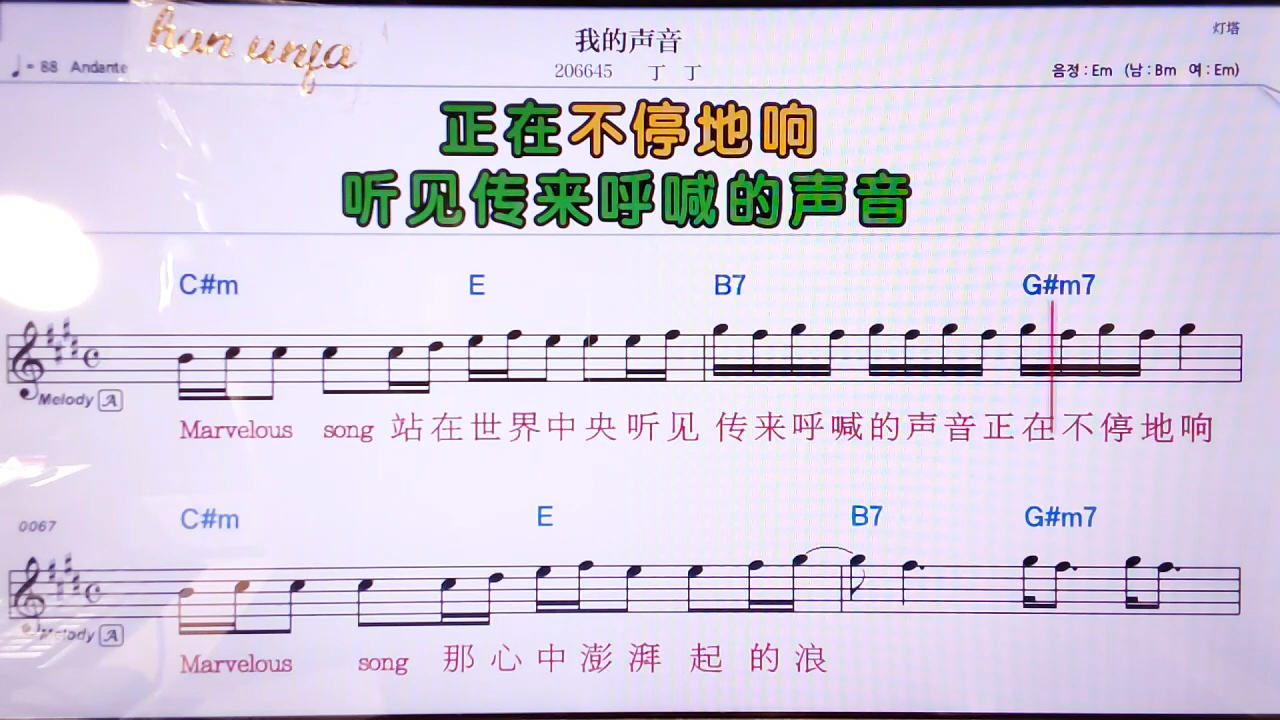 han unfa
我的声音
灯塔
♩= 88 Andante
206645 丁 丁
음정 : Em (남 : Bm 여 : Em)
正在不停地响
听见传来呼喊的声音
C#m E B7 G#m7
Melody A
Marvelous song 站在世界中央听见 传来呼喊的声音正在不停地响
0067
C#m E B7 G#m7
Melody A
Marvelous song 那心中澎湃 起 的浪